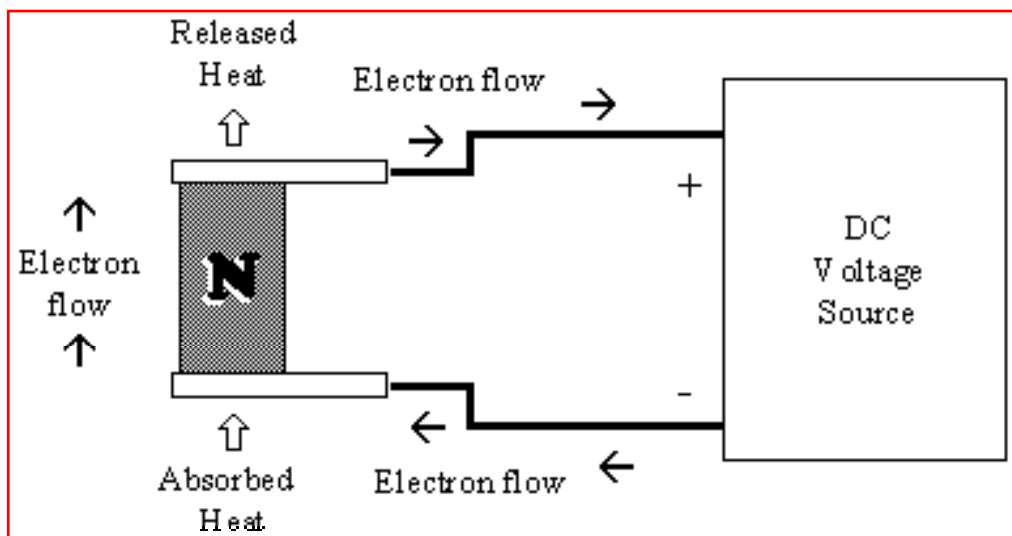 Released
Heat
Electron flow
+
DC
Voltage
Source
Electron
flow
N
-
Absorbed
Heat
Electron flow